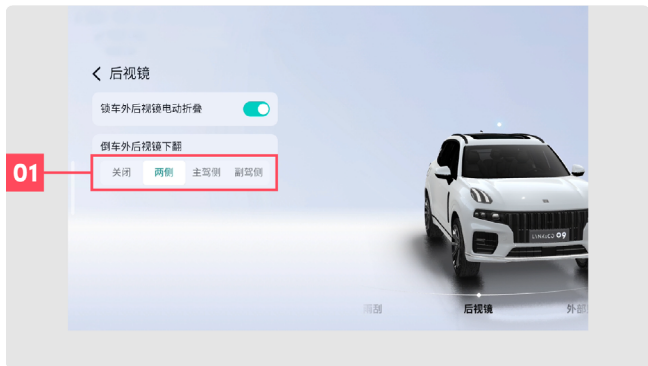 后视镜
锁车外后视镜电动折叠
倒车外后视镜下翻
01
关闭 两侧 主驾侧 副驾侧
LYNK&CO 09
雨刮 后视镜 外部